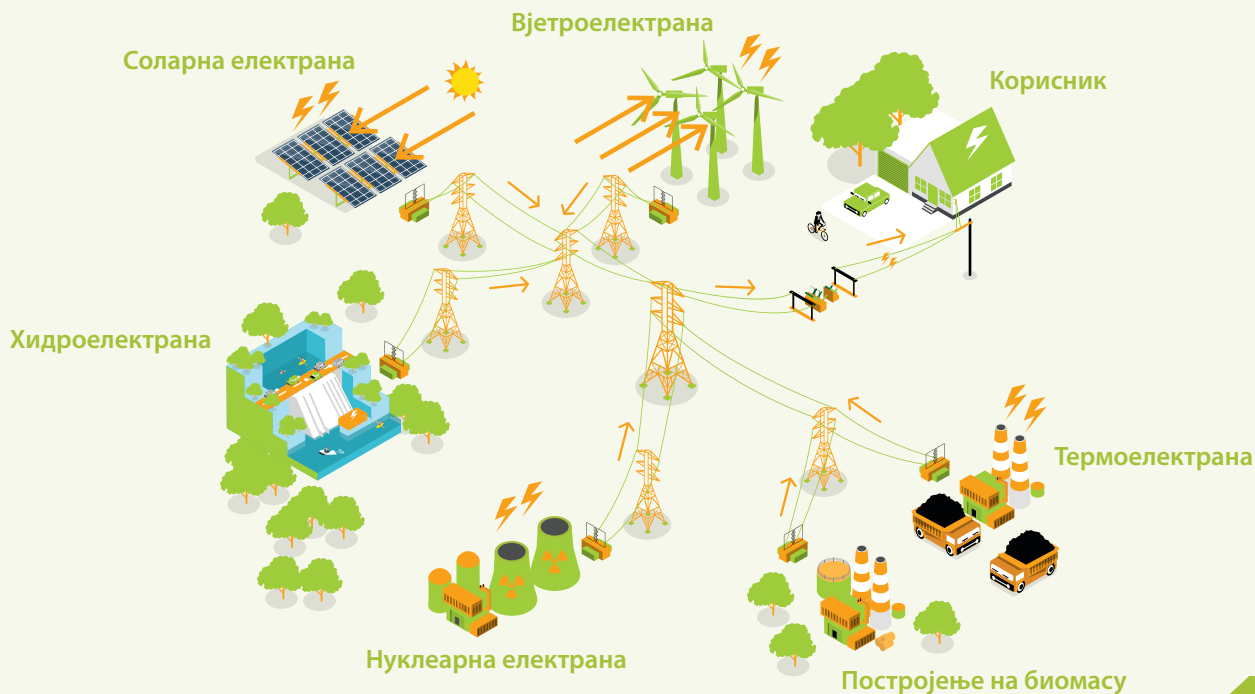 Вјетроелектрана
Соларна електрана
Корисник
Хидроелектрана
Термоелектрана
Нуклеарна електрана
Постројење на биомасу